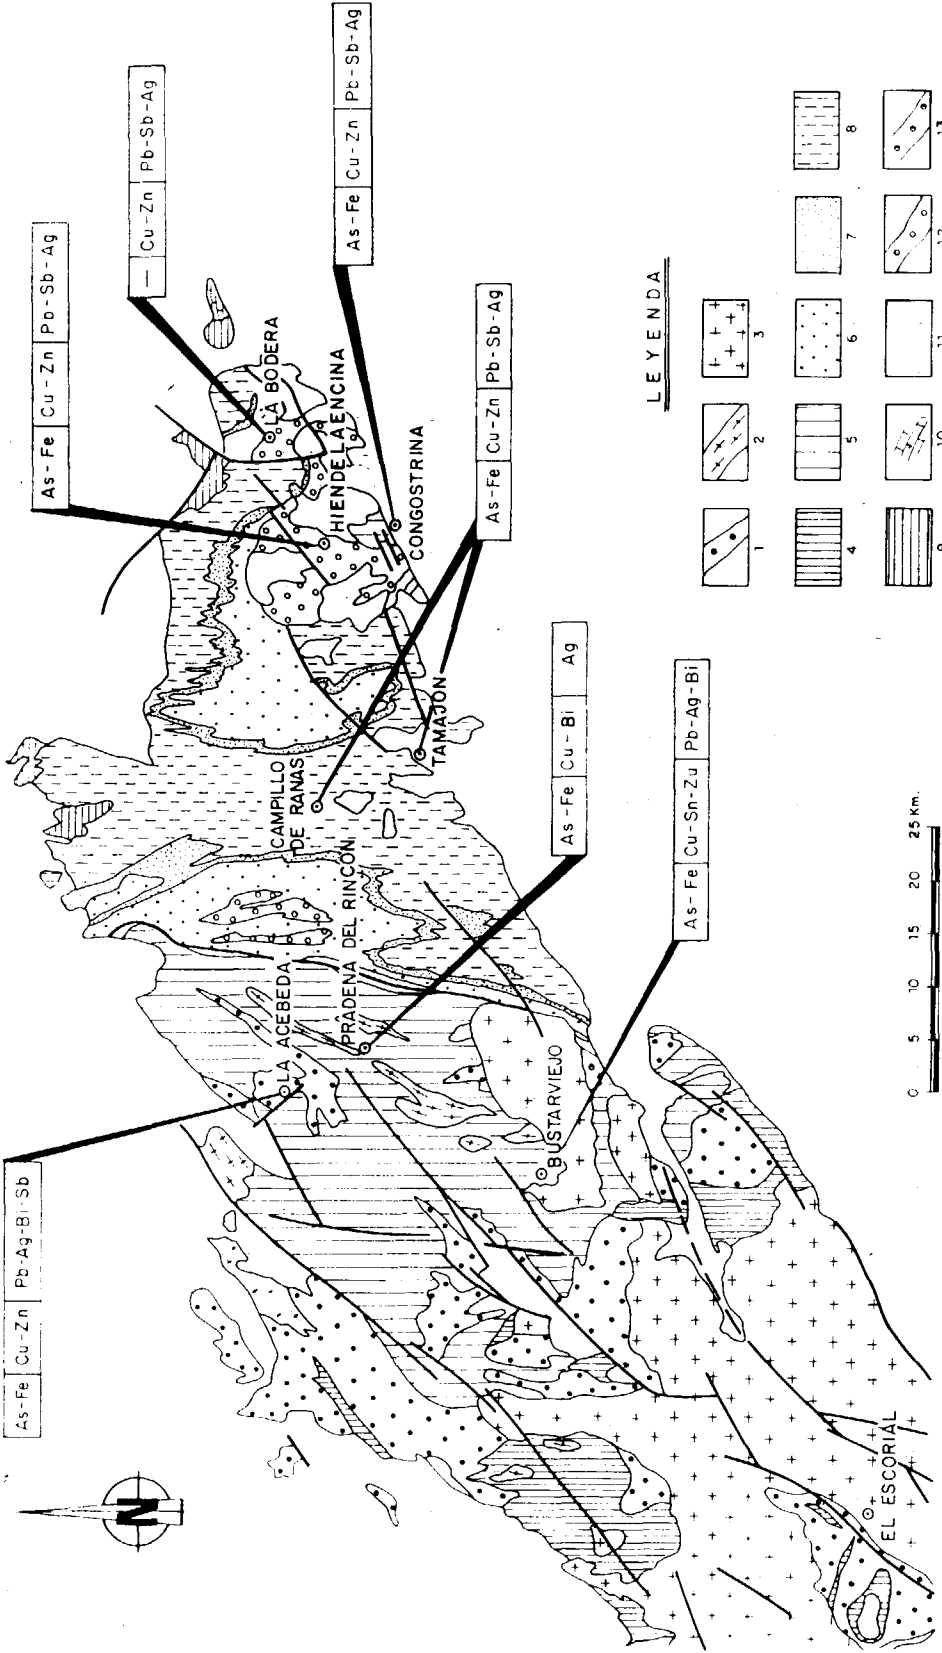 As-Fe Cu-Zn Pb-Ag-Bi-Sb
As-Fe Cu-Zn Pb-Sb-Ag
— Cu-Zn Pb-Sb-Ag
As-Fe Cu-Zn Pb-Sb-Ag
As-Fe Cu-Zn Pb-Sb-Ag
As-Fe Cu-Bi Ag
As-Fe Cu-Sn-Zu Pb-Ag-Bi
N
LA ACEBEDA
PRADENA DEL RINCON
CAMPILLO
DE RANAS
TAMAJON
HIENDELAENCINA
LA BODERA
CONGOSTRINA
BUSTARVIEJO
EL ESCORIAL
0 5 10 15 20 25 Km.
LEYENDA
1 2 3
4 5 6 7 8
9 10 11 12 13